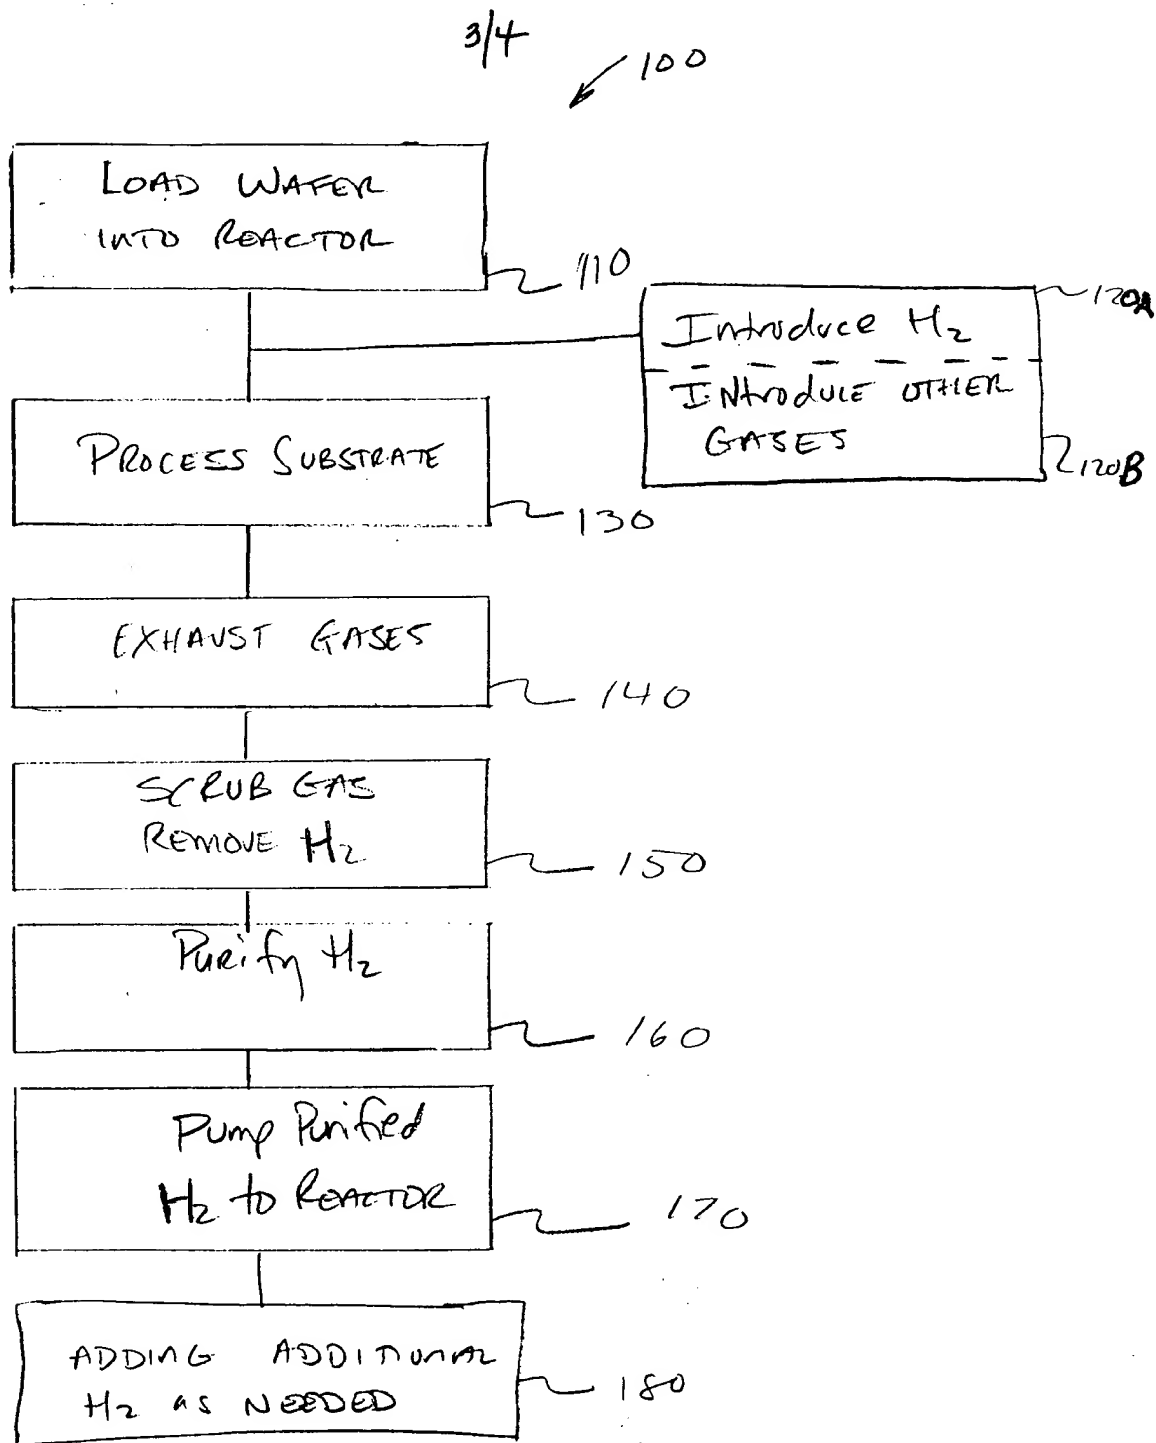 3/4
100
LOAD WAFER
INTO REACTOR
110
Introduce H2
120A
INtroduce OTHER
GASES
120B
PROCESS SUBSTRATE
130
EXHAUST GASES
140
SCRUB GAS
REMOVE H2
150
Purify H2
160
Pump Purified
H2 to REACTOR
170
ADDING ADDITIONAL
H2 as NEEDED
180